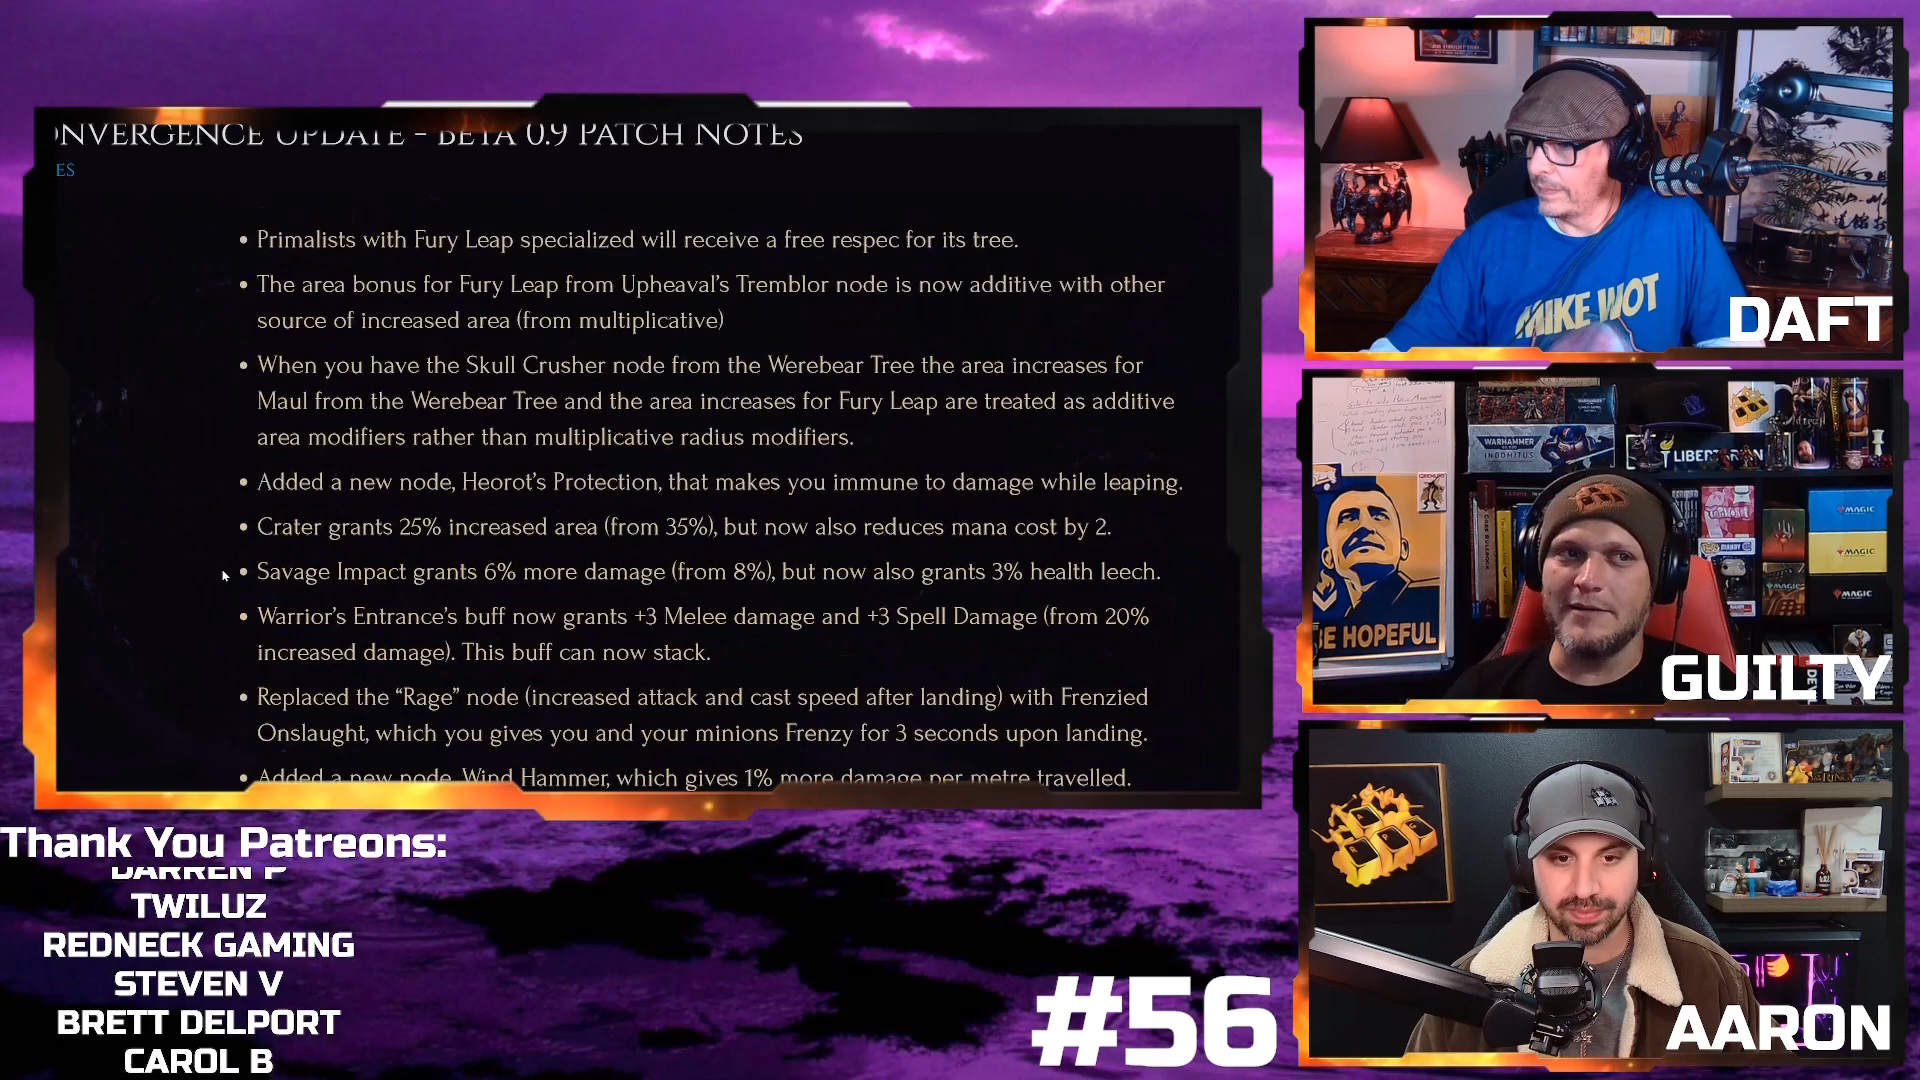 ONVERGENCE UPDATE - BETA 0.9 PATCH NOTES
ES
• Primalists with Fury Leap specialized will receive a free respec for its tree.
• The area bonus for Fury Leap from Upheaval’s Tremblor node is now additive with other
source of increased area (from multiplicative)
• When you have the Skull Crusher node from the Werebear Tree the area increases for
Maul from the Werebear Tree and the area increases for Fury Leap are treated as additive
area modifiers rather than multiplicative radius modifiers.
• Added a new node, Heorot’s Protection, that makes you immune to damage while leaping.
• Crater grants 25% increased area (from 35%), but now also reduces mana cost by 2.
• Savage Impact grants 6% more damage (from 8%), but now also grants 3% health leech.
• Warrior’s Entrance’s buff now grants +3 Melee damage and +3 Spell Damage (from 20%
increased damage). This buff can now stack.
• Replaced the “Rage” node (increased attack and cast speed after landing) with Frenzied
Onslaught, which you gives you and your minions Frenzy for 3 seconds upon landing.
• Added a new node, Wind Hammer, which gives 1% more damage per metre travelled.
Thank You Patreons:
DARREN P
TWILUZ
REDNECK GAMING
STEVEN V
BRETT DELPORT
CAROL B
#56
MIKE WOT
DAFT
WARHAMMER
INDOMITUS
LIBERTARIAN
GREMLIN
MAGIC
MAGIC
MAGIC
MAGIC
BE HOPEFUL
GUILTY
AARON